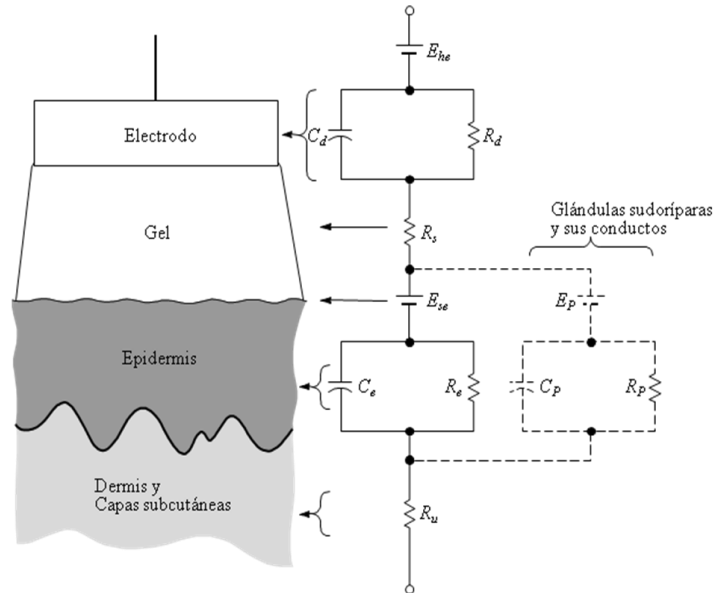 E_he
Electrodo
C_d
R_d
Glándulas sudoríparas
y sus conductos
Gel
R_s
E_se
E_P
Epidermis
C_e
R_e
C_P
R_P
Dermis y
Capas subcutáneas
R_u